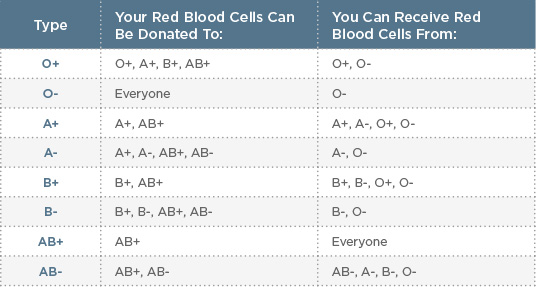 Type
Your Red Blood Cells Can
Be Donated To:
You Can Receive Red
Blood Cells From:
O+
O+, A+, B+, AB+
O+, O-
O-
Everyone
O-
A+
A+, AB+
A+, A-, O+, O-
A-
A+, A-, AB+, AB-
A-, O-
B+
B+, AB+
B+, B-, O+, O-
B-
B+, B-, AB+, AB-
B-, O-
AB+
AB+
Everyone
AB-
AB+, AB-
AB-, A-, B-, O-